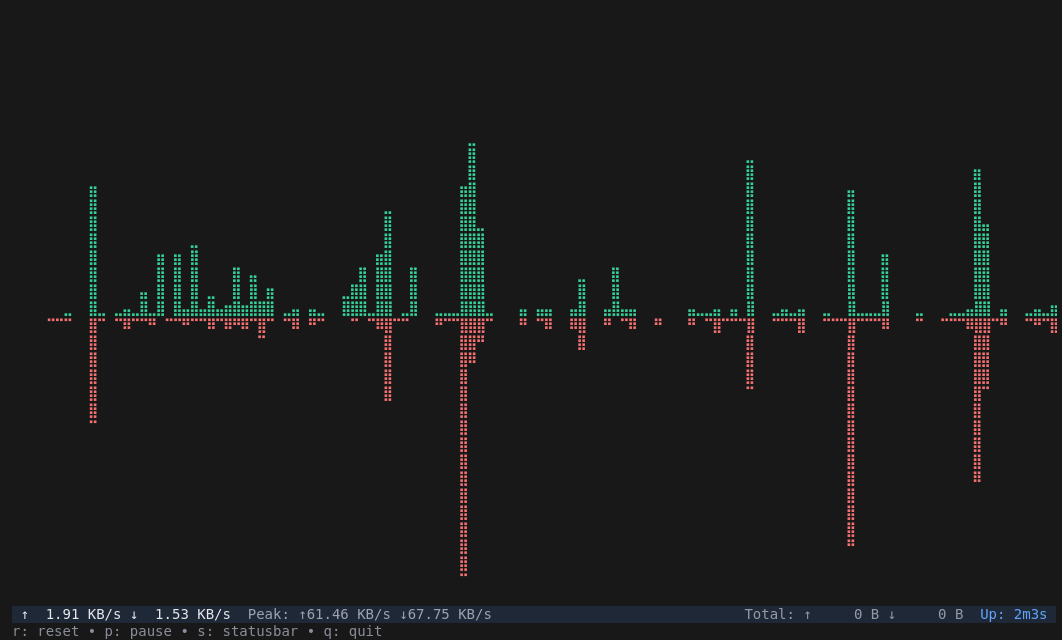 ↑  1.91 KB/s ↓  1.53 KB/s  Peak: ↑61.46 KB/s ↓67.75 KB/s  Total: ↑     0 B ↓     0 B  Up: 2m3s
r: reset • p: pause • s: statusbar • q: quit